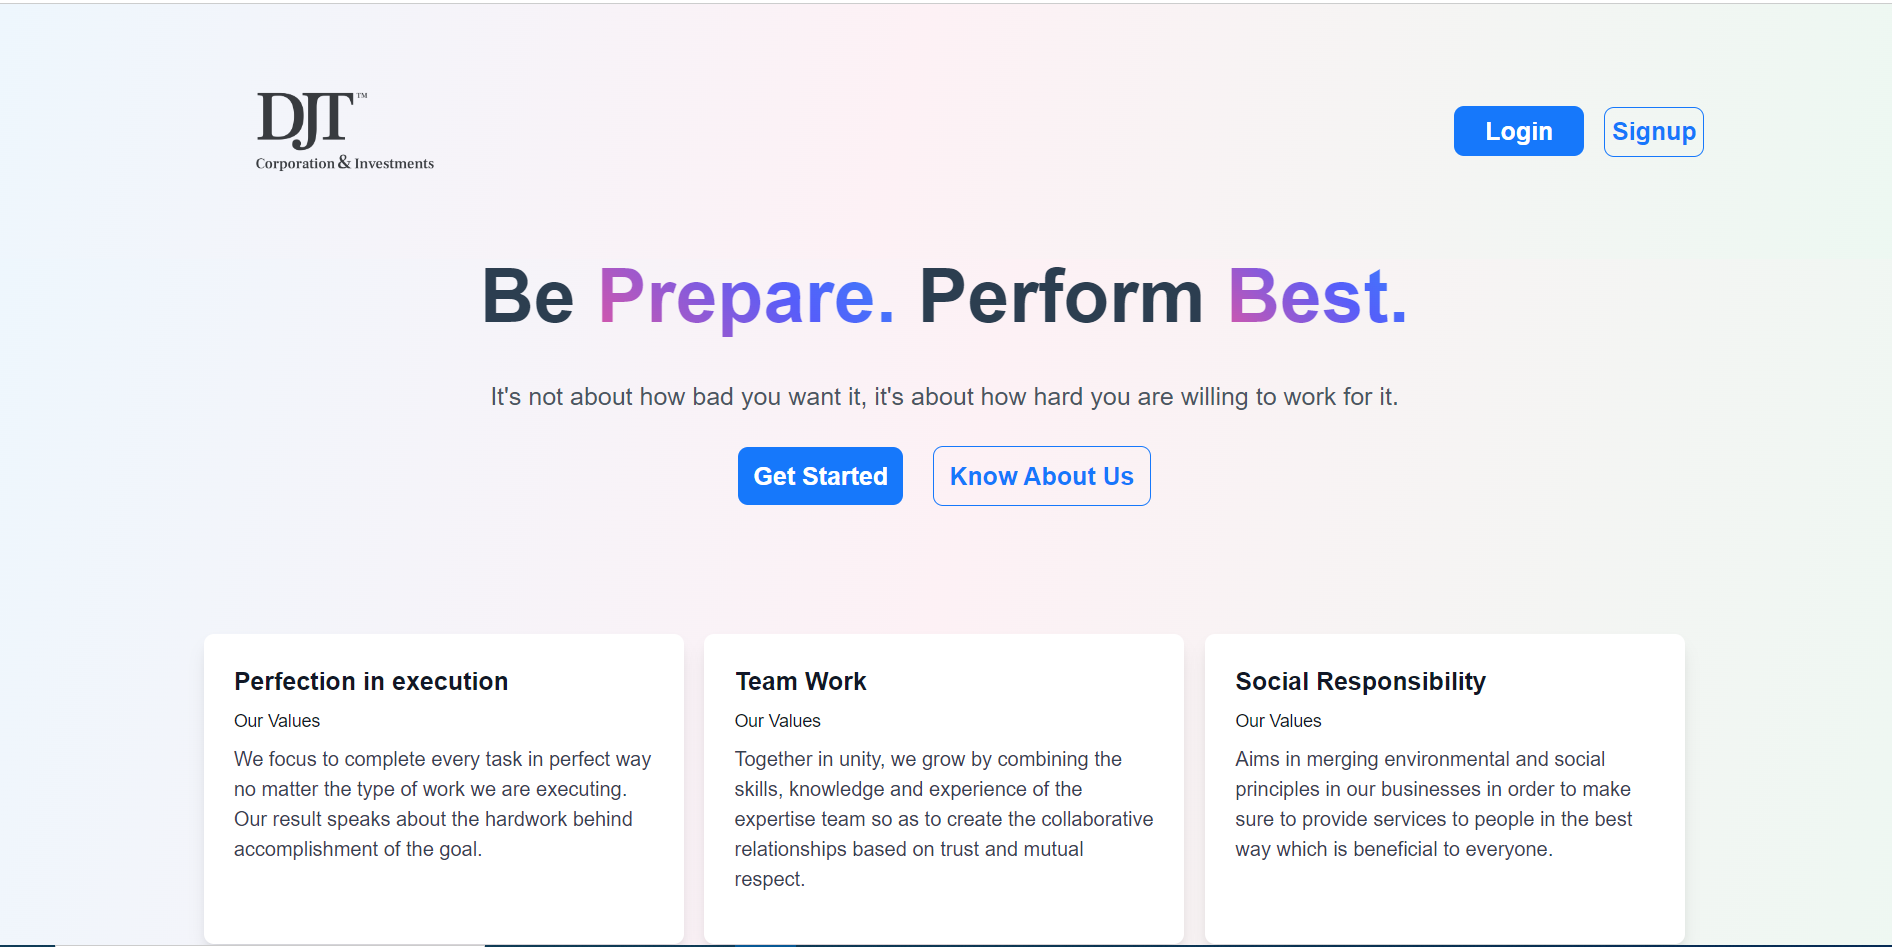 DJT™
Corporation & Investments
Login
Signup
Be Prepare. Perform Best.
It's not about how bad you want it, it's about how hard you are willing to work for it.
Get Started
Know About Us
Perfection in execution
Our Values
We focus to complete every task in perfect way
no matter the type of work we are executing.
Our result speaks about the hardwork behind
accomplishment of the goal.
Team Work
Our Values
Together in unity, we grow by combining the
skills, knowledge and experience of the
expertise team so as to create the collaborative
relationships based on trust and mutual
respect.
Social Responsibility
Our Values
Aims in merging environmental and social
principles in our businesses in order to make
sure to provide services to people in the best
way which is beneficial to everyone.